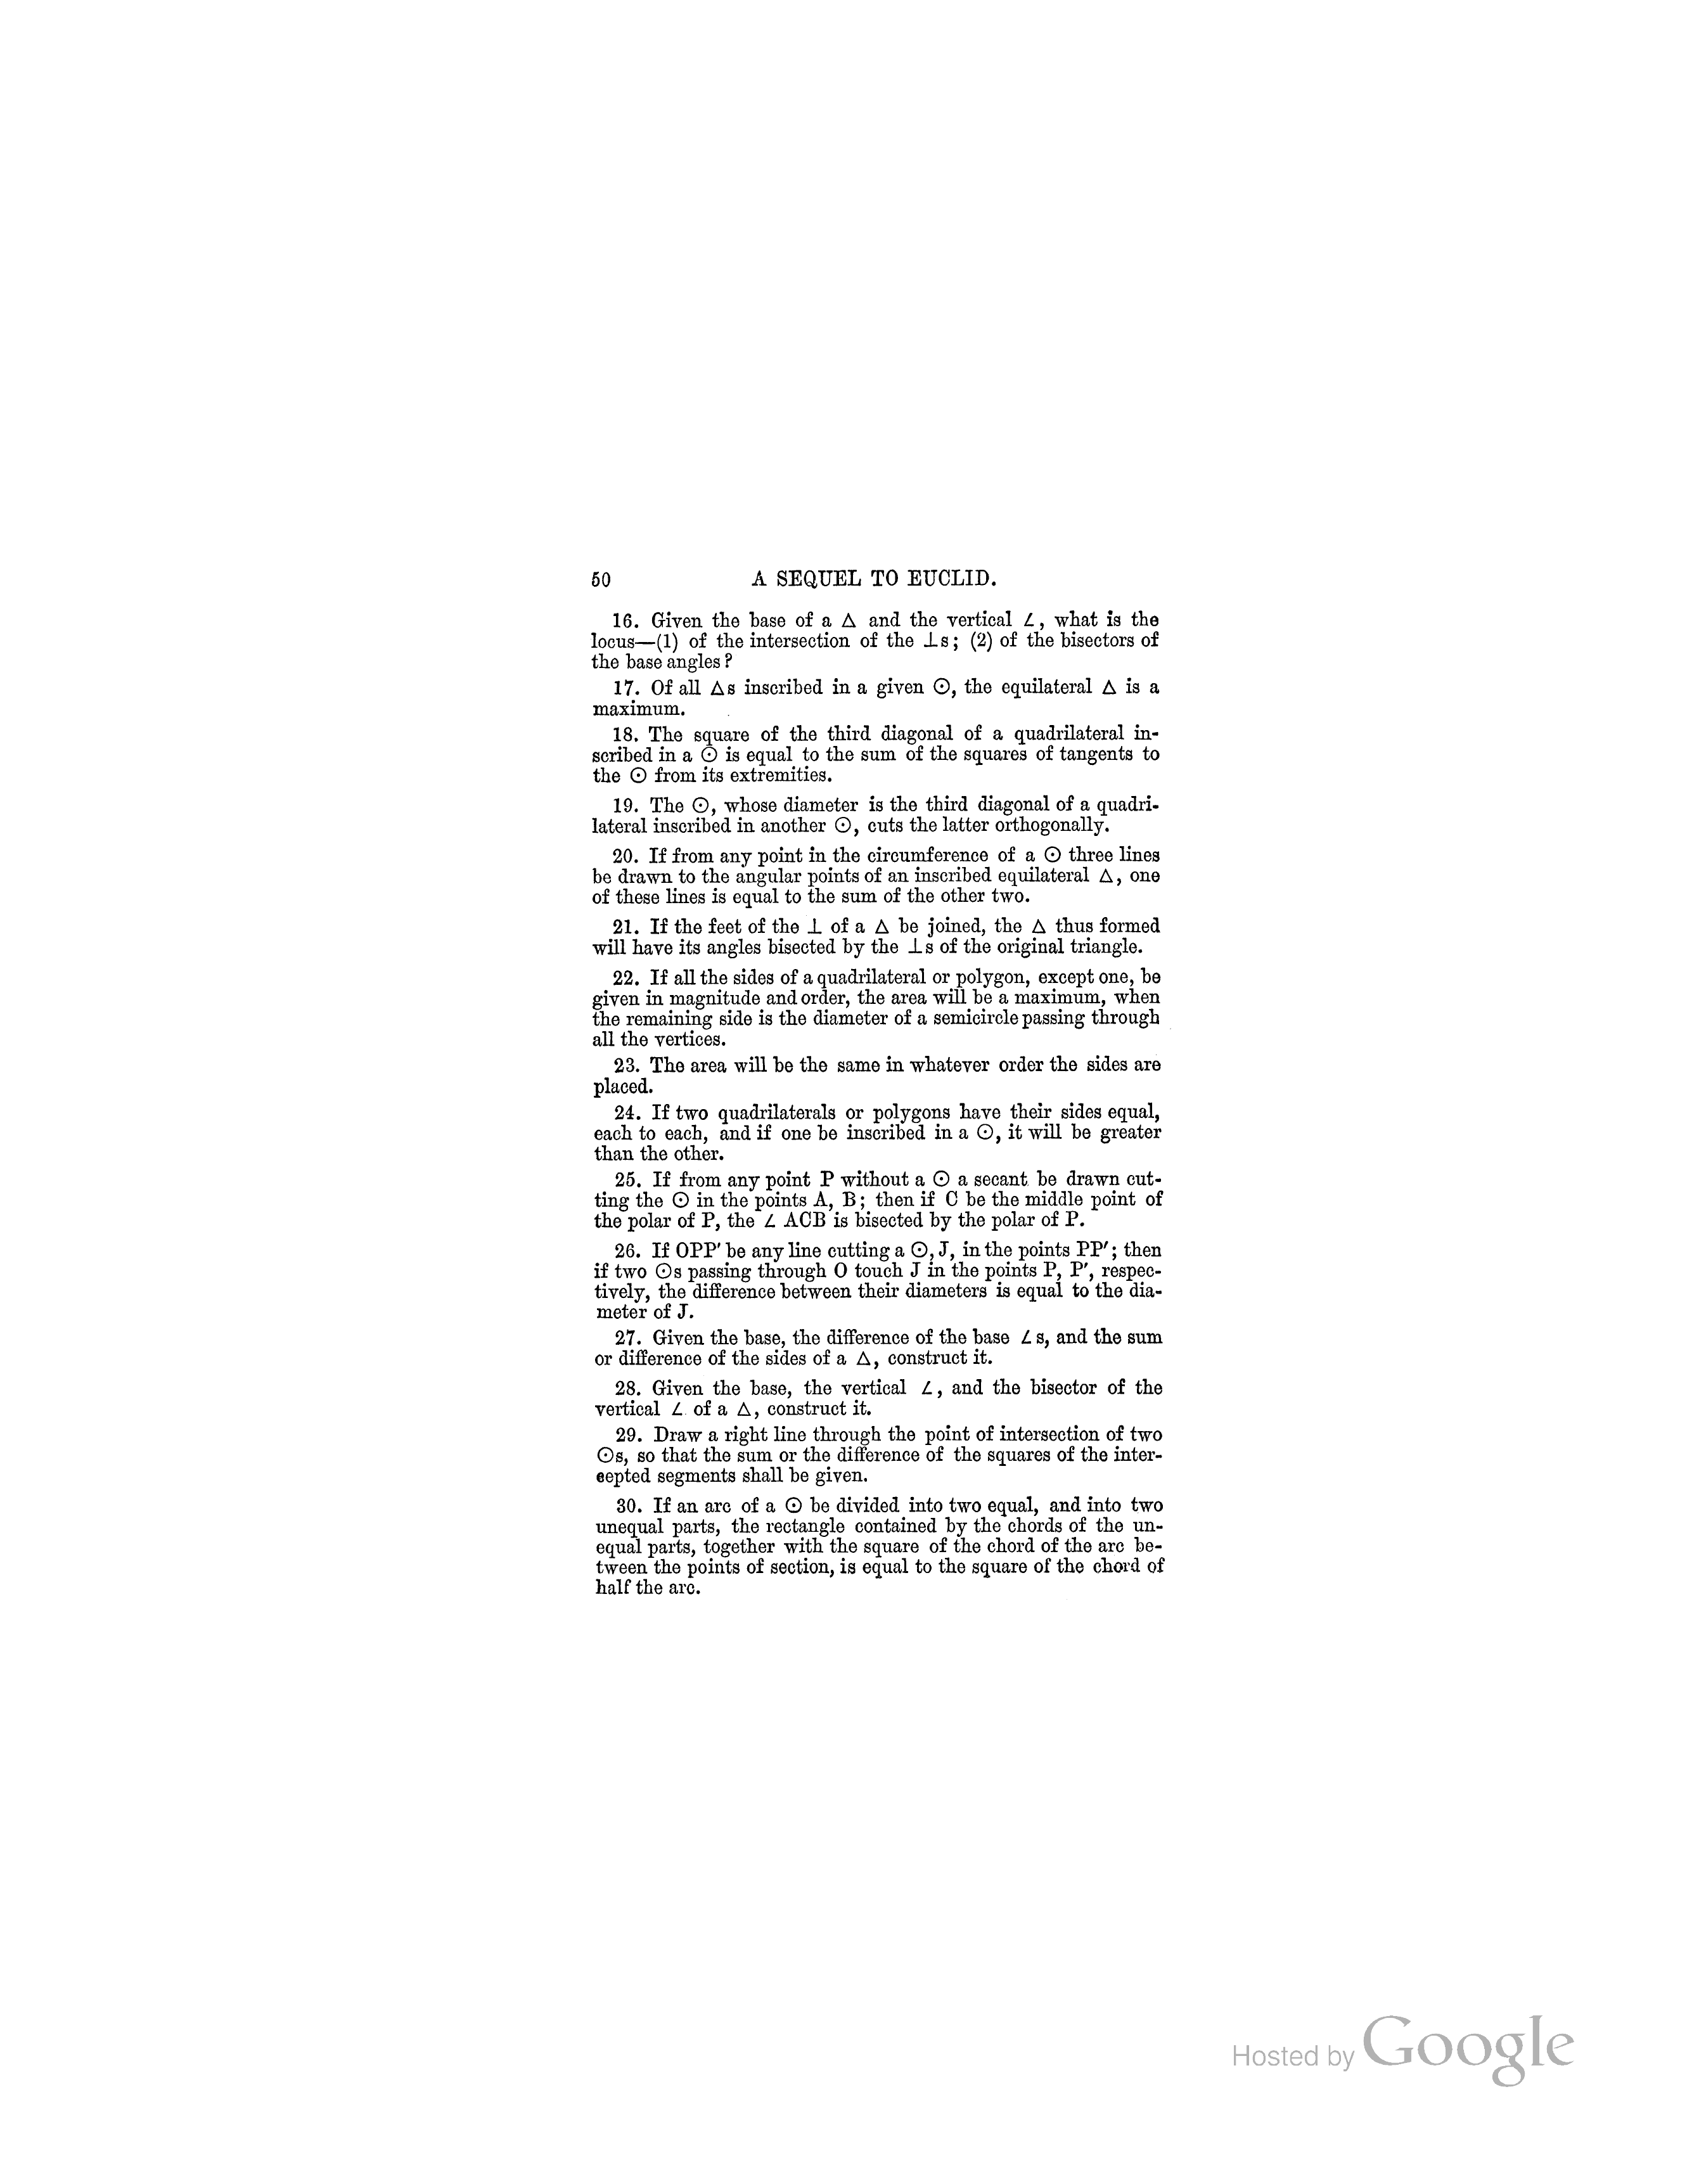 50 A SEQUEL TO EUCLID.
16. Given the base of a △ and the vertical ∠, what is the
locus—(1) of the intersection of the ⊥s; (2) of the bisectors of
the base angles?
17. Of all △s inscribed in a given ⊙, the equilateral △ is a
maximum.
18. The square of the third diagonal of a quadrilateral in-
scribed in a ⊙ is equal to the sum of the squares of tangents to
the ⊙ from its extremities.
19. The ⊙, whose diameter is the third diagonal of a quadri-
lateral inscribed in another ⊙, cuts the latter orthogonally.
20. If from any point in the circumference of a ⊙ three lines
be drawn to the angular points of an inscribed equilateral △, one
of these lines is equal to the sum of the other two.
21. If the feet of the ⊥ of a △ be joined, the △ thus formed
will have its angles bisected by the ⊥s of the original triangle.
22. If all the sides of a quadrilateral or polygon, except one, be
given in magnitude and order, the area will be a maximum, when
the remaining side is the diameter of a semicircle passing through
all the vertices.
23. The area will be the same in whatever order the sides are
placed.
24. If two quadrilaterals or polygons have their sides equal,
each to each, and if one be inscribed in a ⊙, it will be greater
than the other.
25. If from any point P without a ⊙ a secant be drawn cut-
ting the ⊙ in the points A, B; then if C be the middle point of
the polar of P, the ∠ ACB is bisected by the polar of P.
26. If OPP′ be any line cutting a ⊙, J, in the points PP′; then
if two ⊙s passing through O touch J in the points P, P′, respec-
tively, the difference between their diameters is equal to the dia-
meter of J.
27. Given the base, the difference of the base ∠s, and the sum
or difference of the sides of a △, construct it.
28. Given the base, the vertical ∠, and the bisector of the
vertical ∠ of a △, construct it.
29. Draw a right line through the point of intersection of two
⊙s, so that the sum or the difference of the squares of the inter-
cepted segments shall be given.
30. If an arc of a ⊙ be divided into two equal, and into two
unequal parts, the rectangle contained by the chords of the un-
equal parts, together with the square of the chord of the arc be-
tween the points of section, is equal to the square of the chord of
half the arc.
Hosted by Google